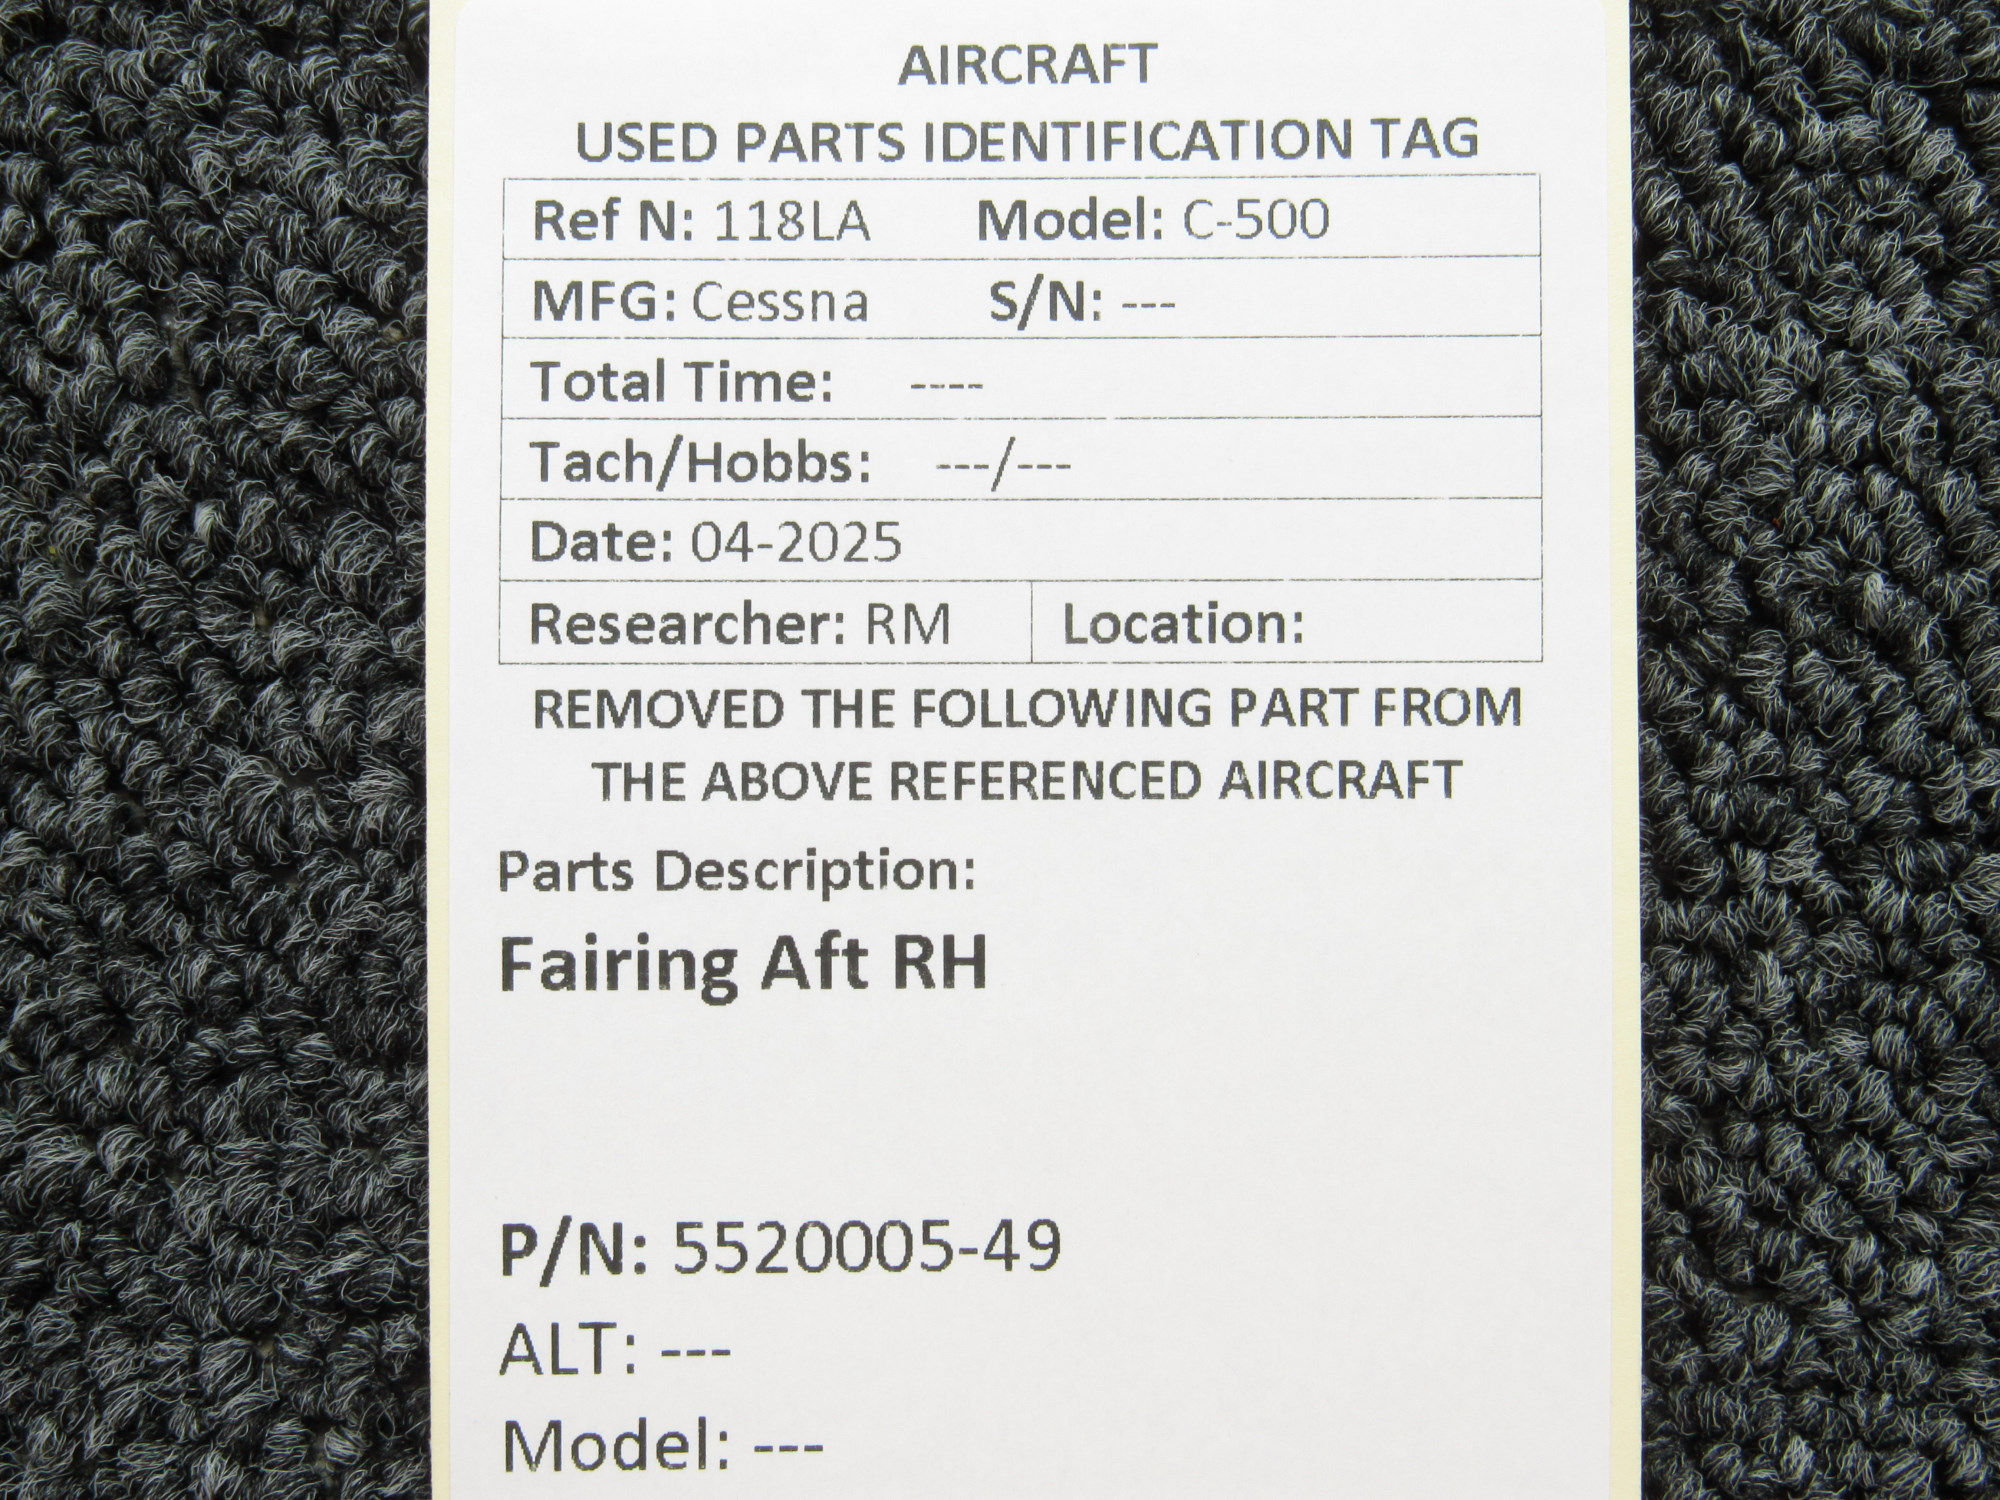 AIRCRAFT
USED PARTS IDENTIFICATION TAG
Ref N: 118LA Model: C-500
MFG: Cessna S/N: ---
Total Time: ----
Tach/Hobbs: ---/---
Date: 04-2025
Researcher: RM Location:
REMOVED THE FOLLOWING PART FROM
THE ABOVE REFERENCED AIRCRAFT
Parts Description:
Fairing Aft RH
P/N: 5520005-49
ALT: ---
Model: ---